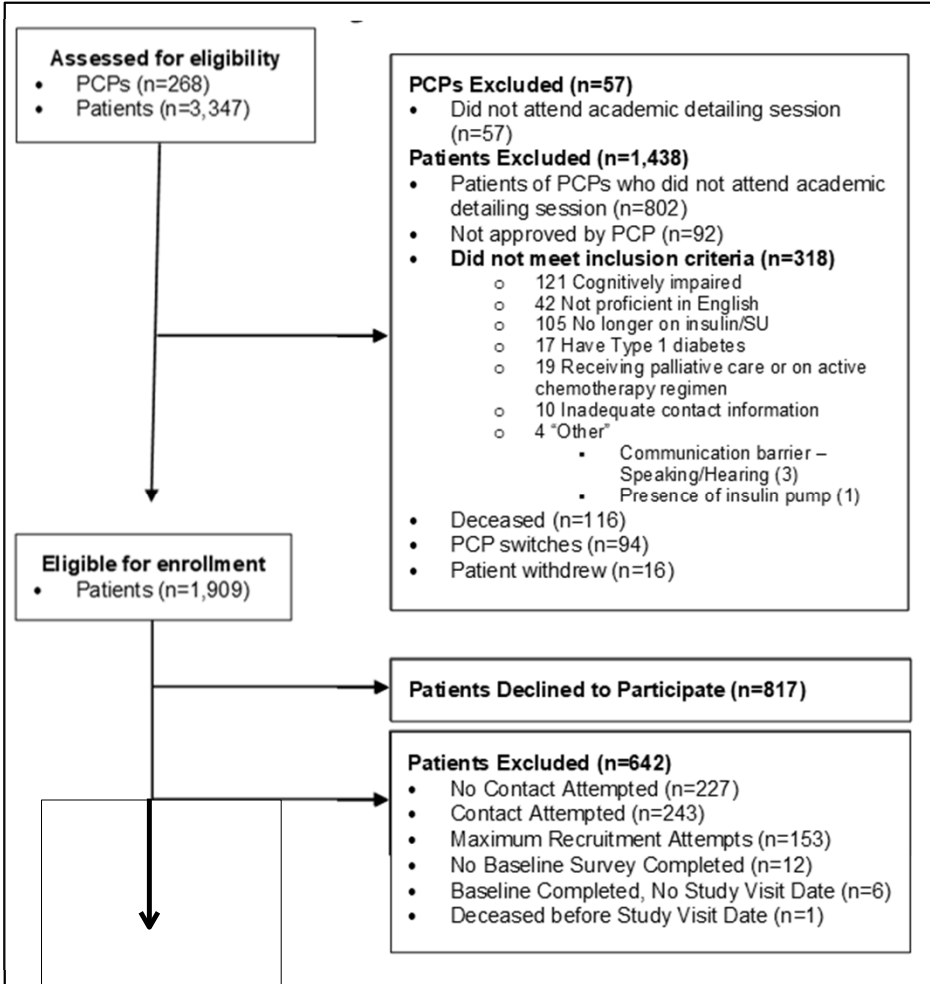 Assessed for eligibility
• PCPs (n=268)
• Patients (n=3,347)
PCPs Excluded (n=57)
• Did not attend academic detailing session
(n=57)
Patients Excluded (n=1,438)
• Patients of PCPs who did not attend academic
detailing session (n=802)
• Not approved by PCP (n=92)
• Did not meet inclusion criteria (n=318)
o 121 Cognitively impaired
o 42 Not proficient in English
o 105 No longer on insulin/SU
o 17 Have Type 1 diabetes
o 19 Receiving palliative care or on active
chemotherapy regimen
o 10 Inadequate contact information
o 4 “Other”
▪ Communication barrier –
Speaking/Hearing (3)
▪ Presence of insulin pump (1)
• Deceased (n=116)
• PCP switches (n=94)
• Patient withdrew (n=16)
Eligible for enrollment
• Patients (n=1,909)
Patients Declined to Participate (n=817)
Patients Excluded (n=642)
• No Contact Attempted (n=227)
• Contact Attempted (n=243)
• Maximum Recruitment Attempts (n=153)
• No Baseline Survey Completed (n=12)
• Baseline Completed, No Study Visit Date (n=6)
• Deceased before Study Visit Date (n=1)